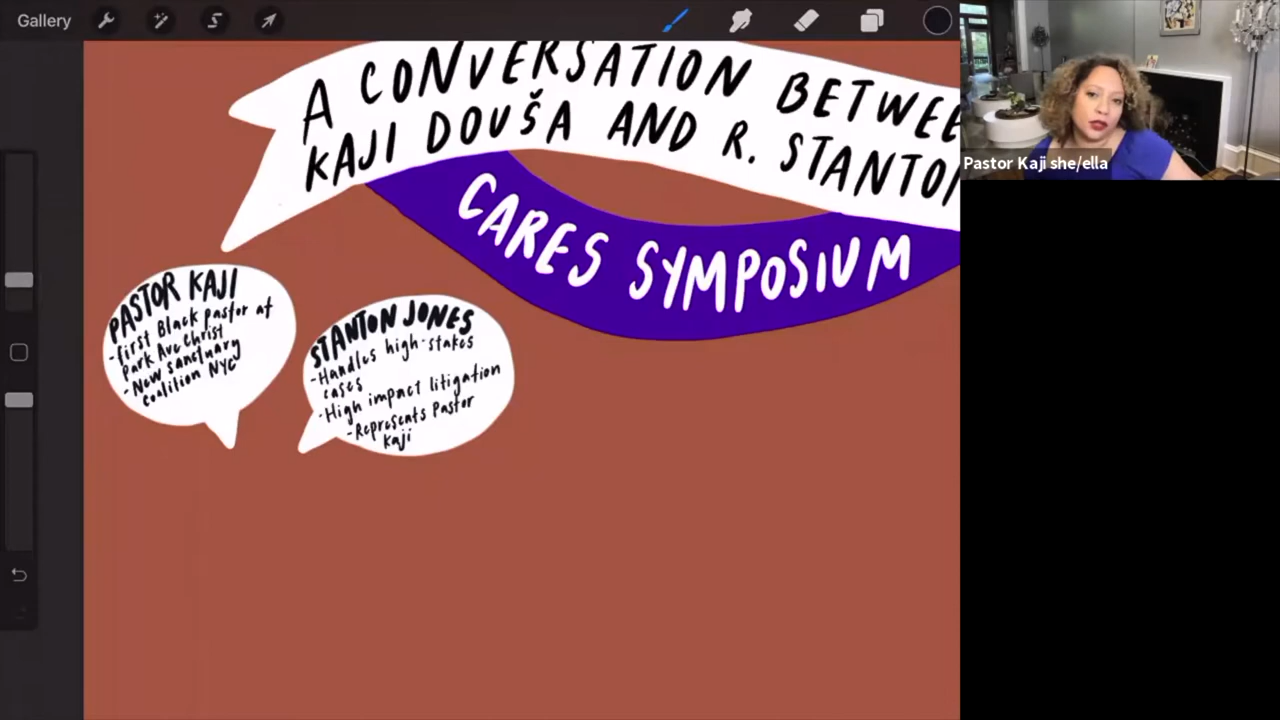 Gallery
A CONVERSATION BETWEE
KAJI DOUŠA AND R. STANTON
CARES SYMPOSIUM
PASTOR KAJI
-first Black pastor at
Park Ave Christ
-New sanctuary
coalition NYC
STANTON JONES
-Handles high-stakes
cases
-High impact litigation
-Represents Pastor
Kaji
Pastor Kaji she/ella